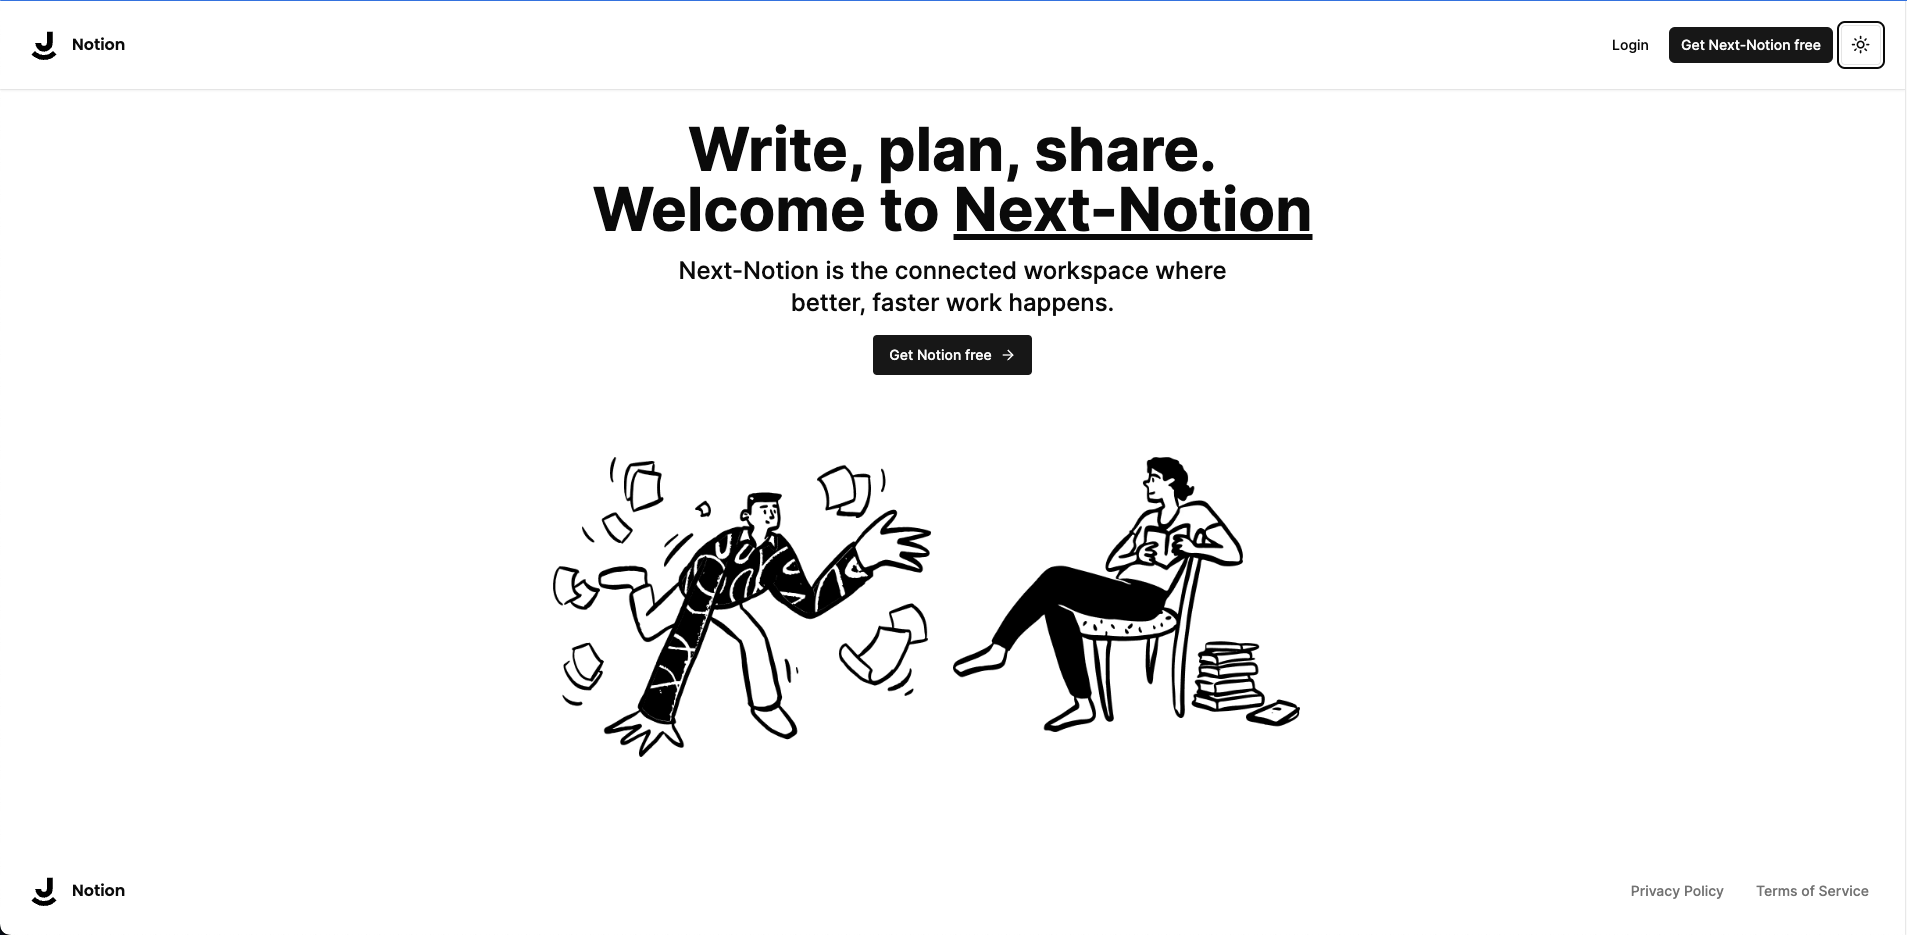 Notion
Login
Get Next-Notion free
Write, plan, share.
Welcome to Next-Notion
Next-Notion is the connected workspace where
better, faster work happens.
Get Notion free
Notion
Privacy Policy
Terms of Service